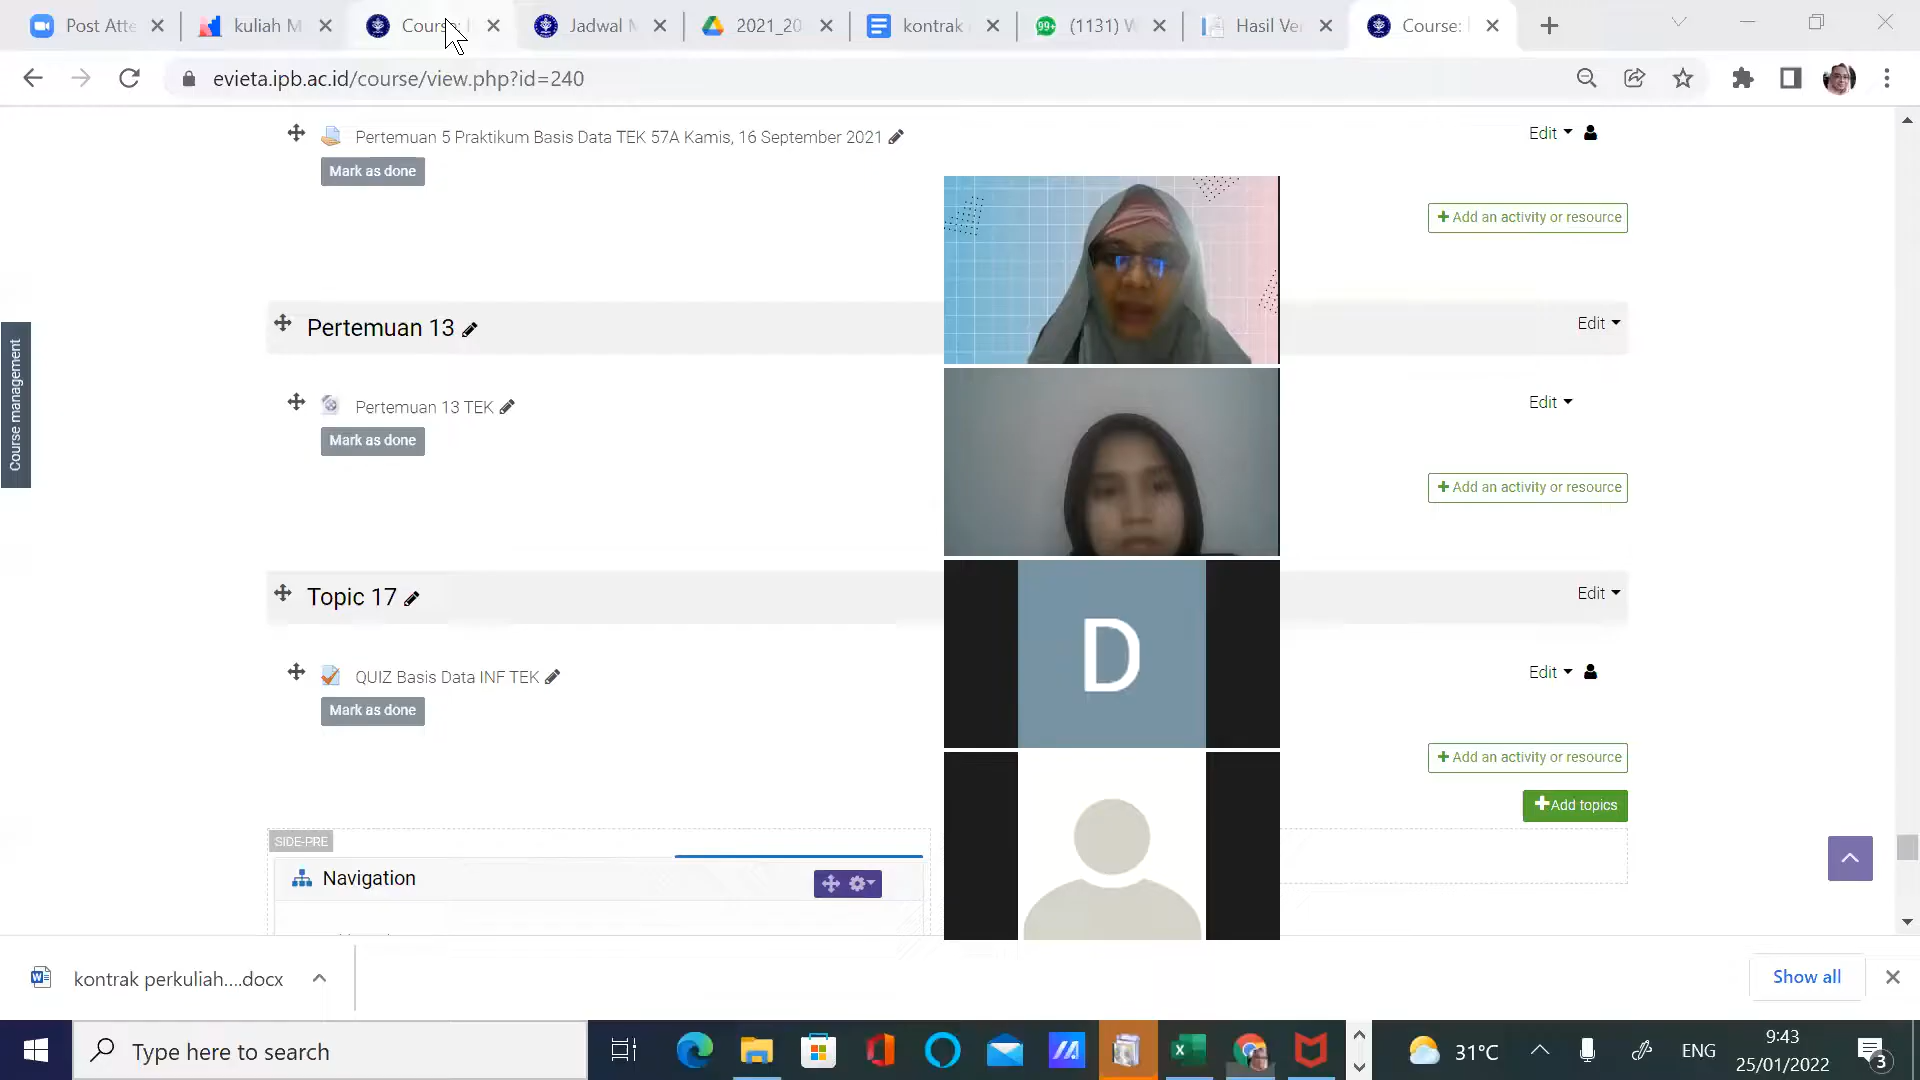 Post Atte
kuliah M
Course: I
Jadwal M
2021_20
kontrak
(1131) W
Hasil Ver
Course: I
evieta.ipb.ac.id/course/view.php?id=240
Pertemuan 5 Praktikum Basis Data TEK 57A Kamis, 16 September 2021
Edit
Mark as done
+ Add an activity or resource
Pertemuan 13
Edit
Pertemuan 13 TEK
Edit
Mark as done
+ Add an activity or resource
Course management
Topic 17
Edit
D
QUIZ Basis Data INF TEK
Edit
Mark as done
+ Add an activity or resource
+Add topics
SIDE-PRE
Navigation
kontrak perkuliah....docx
Show all
Type here to search
31°C
ENG
9:43
25/01/2022
3